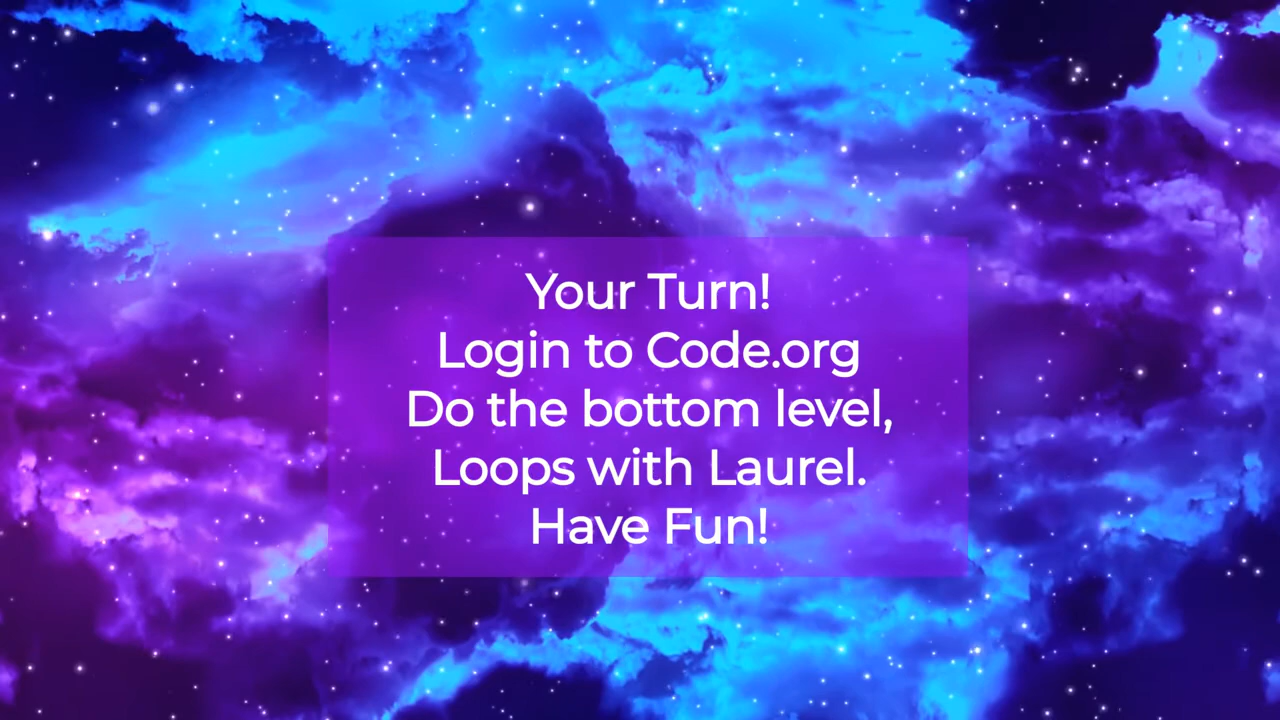 Your Turn!
Login to Code.org
Do the bottom level,
Loops with Laurel.
Have Fun!